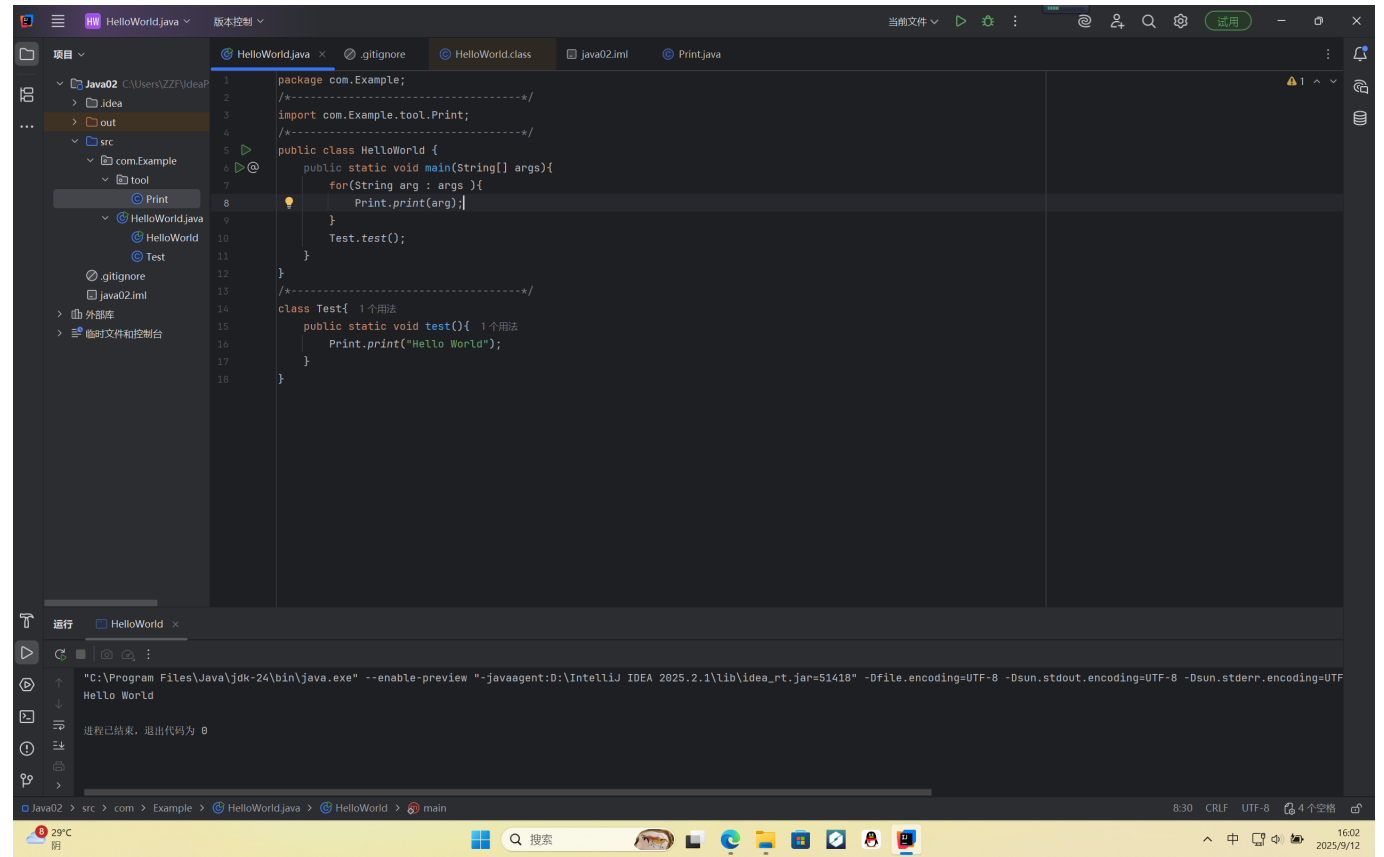 HW HelloWorld.java 版本控制 当前文件 试用
项目 HelloWorld.java × .gitignore HelloWorld.class java02.iml Print.java
Java02 C:\Users\ZZF\IdeaP
.idea
out
src
com.Example
tool
Print
HelloWorld.java
HelloWorld
Test
.gitignore
java02.iml
外部库
临时文件和控制台
1 package com.Example;
2 /*------------------------------------*/
3 import com.Example.tool.Print;
4 /*------------------------------------*/
5 public class HelloWorld {
6 @ public static void main(String[] args){
7 for(String arg : args ){
8 Print.print(arg);
9 }
10 Test.test();
11 }
12 }
13 /*------------------------------------*/
14 class Test{ 1个用法
15 public static void test(){ 1个用法
16 Print.print("Hello World");
17 }
18 }
1
运行 HelloWorld ×
"C:\Program Files\Java\jdk-24\bin\java.exe" --enable-preview "-javaagent:D:\IntelliJ IDEA 2025.2.1\lib\idea_rt.jar=51418" -Dfile.encoding=UTF-8 -Dsun.stdout.encoding=UTF-8 -Dsun.stderr.encoding=UTF
Hello World
进程已结束，退出代码为 0
Java02 > src > com > Example > HelloWorld.java > HelloWorld > main 8:30 CRLF UTF-8 4 个空格
8 29°C
阴
搜索
中
16:02
2025/9/12